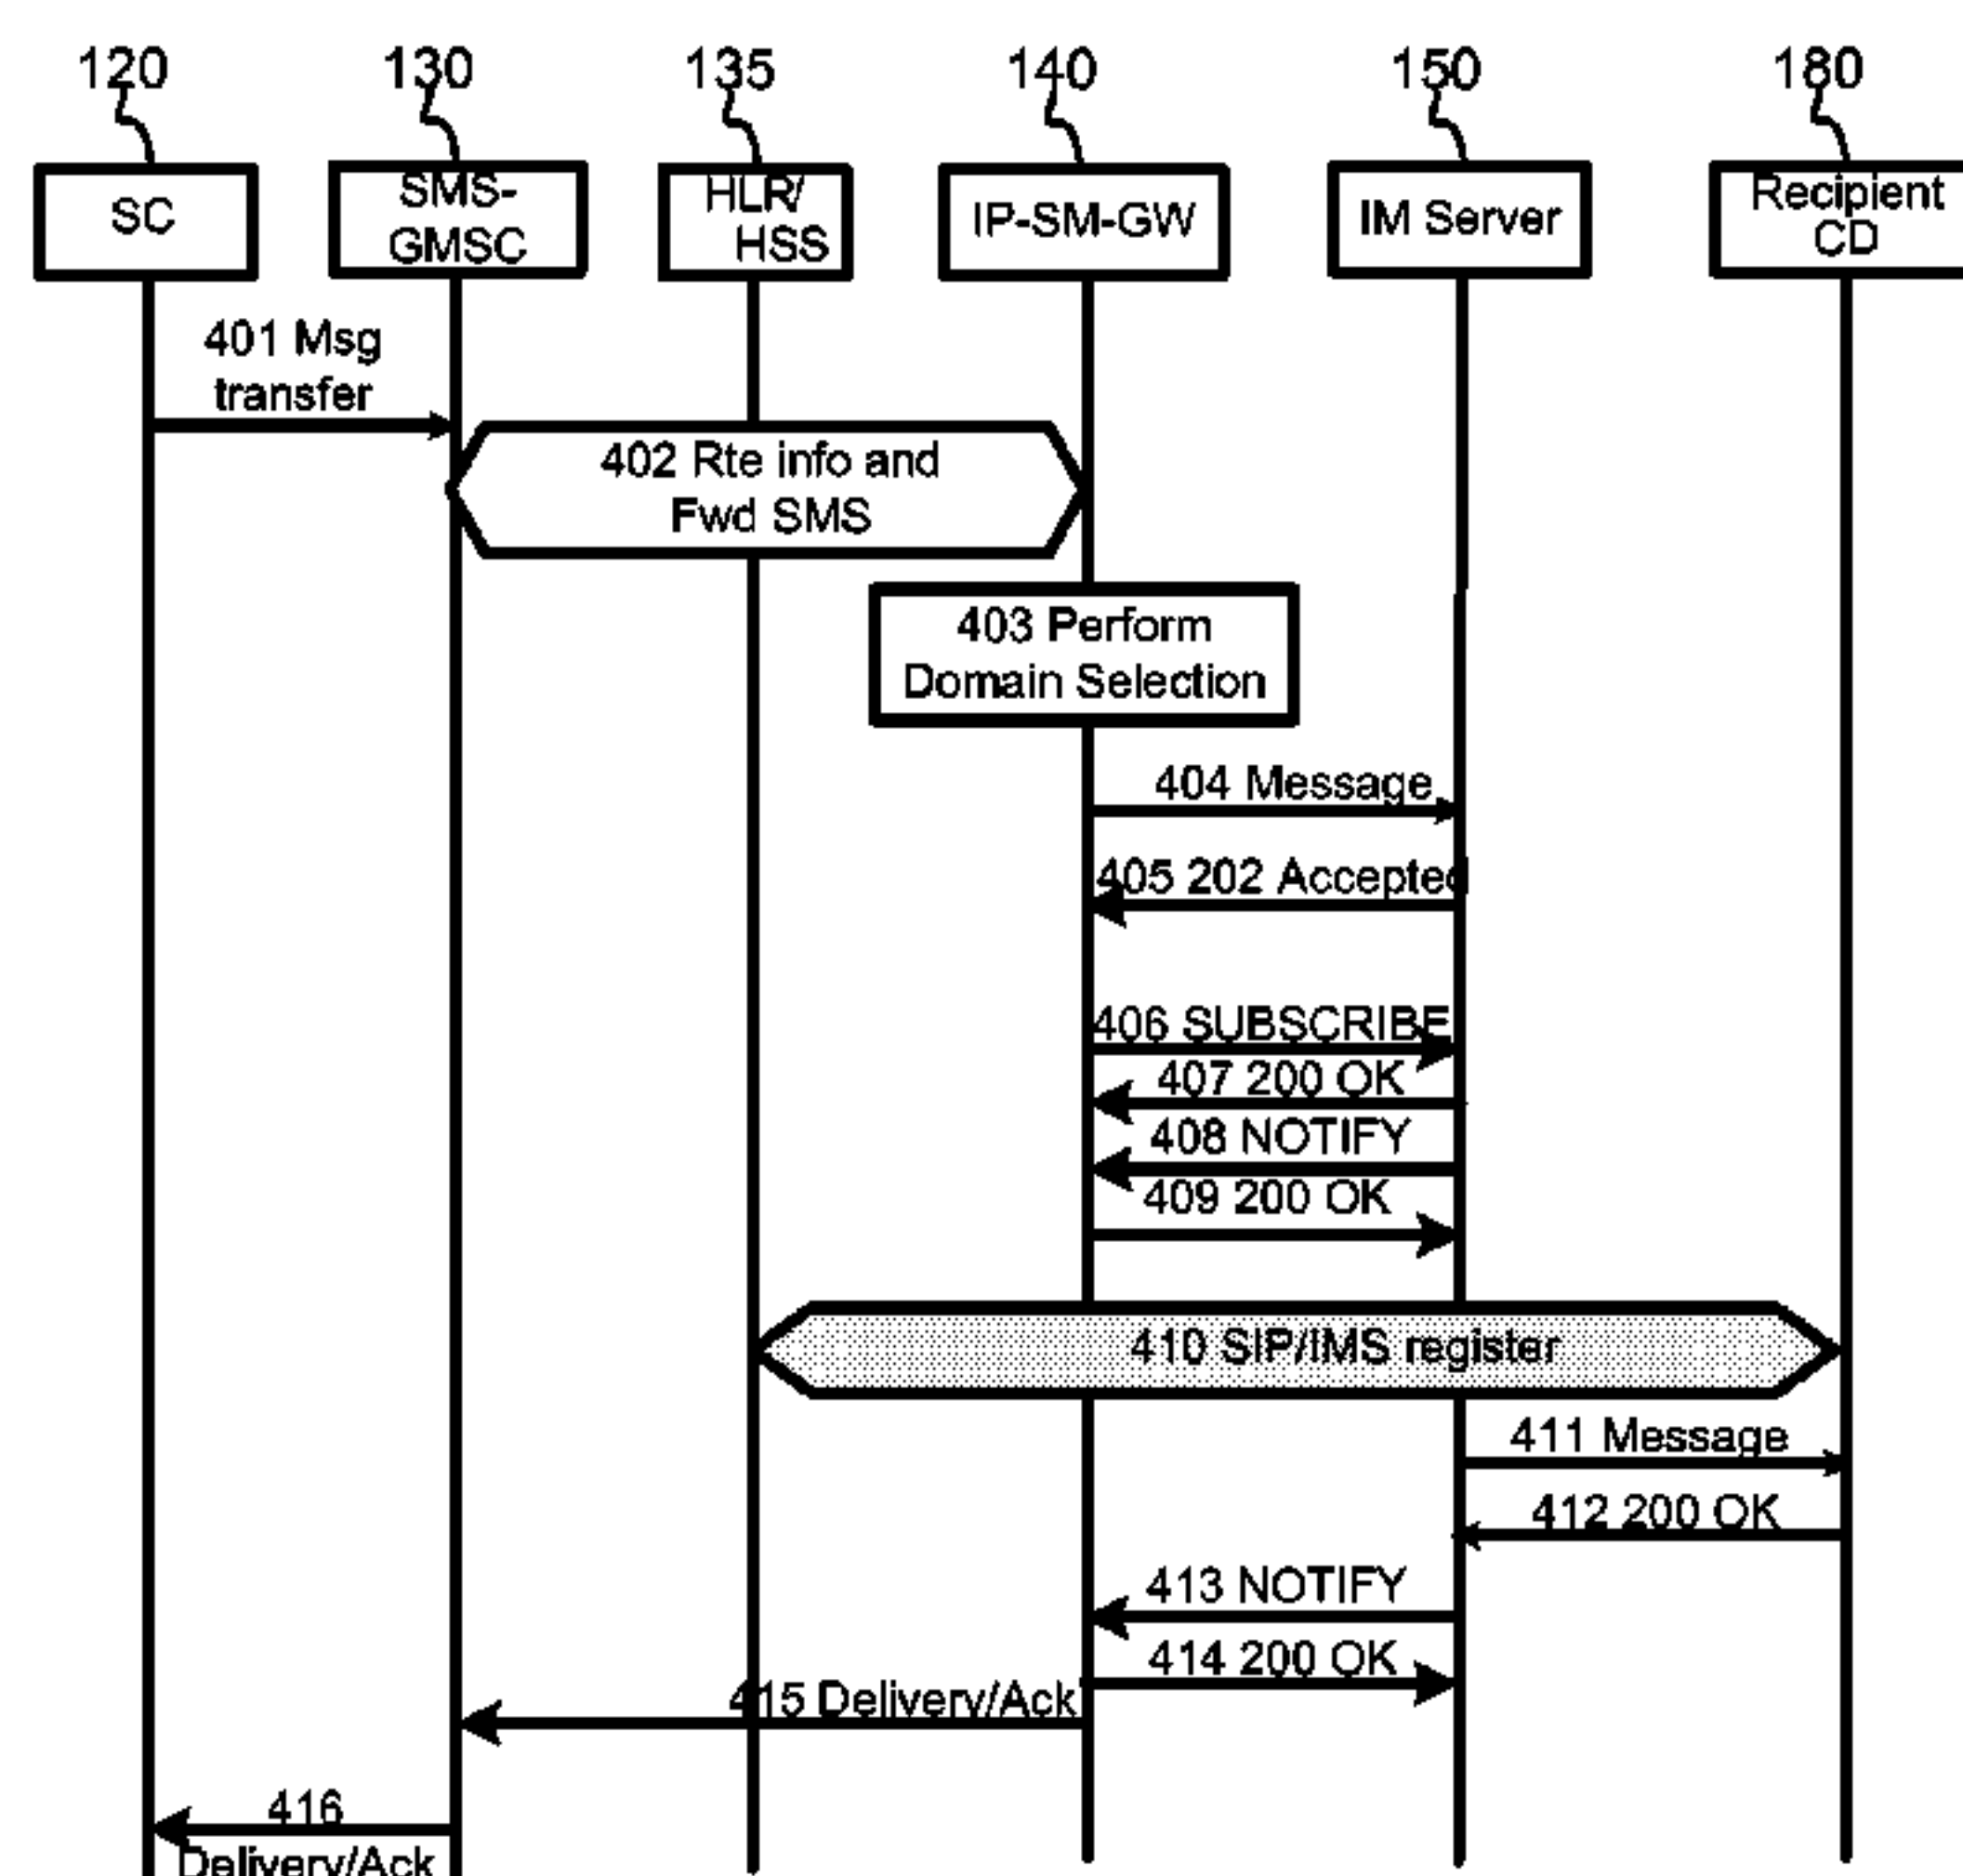 120
130
135
140
150
180
SC
SMS-
GMSC
HLR/
HSS
IP-SM-GW
IM Server
Recipient
CD
401 Msg
transfer
402 Rte info and
Fwd SMS
403 Perform
Domain Selection
404 Message
405 202 Accepted
406 SUBSCRIBE
407 200 OK
408 NOTIFY
409 200 OK
410 SIP/IMS register
411 Message
412 200 OK
413 NOTIFY
414 200 OK
415 Delivery/Ack
416
Delivery/Ack